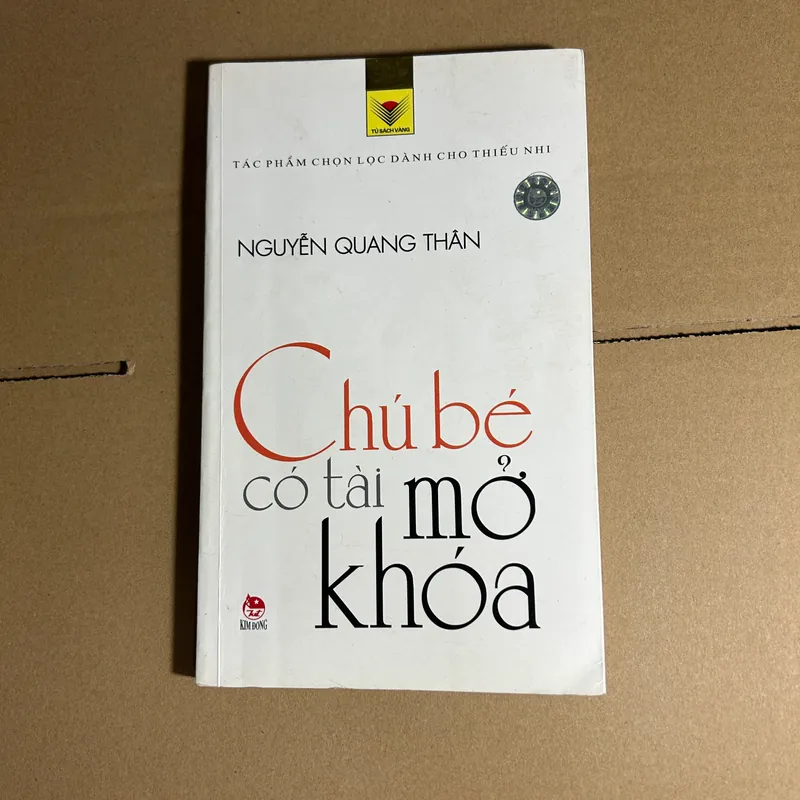 TỦ SÁCH VÀNG
TÁC PHẨM CHỌN LỌC DÀNH CHO THIẾU NHI
NGUYỄN QUANG THÂN
Chú bé
có tài mở
khóa
KIM ĐỒNG